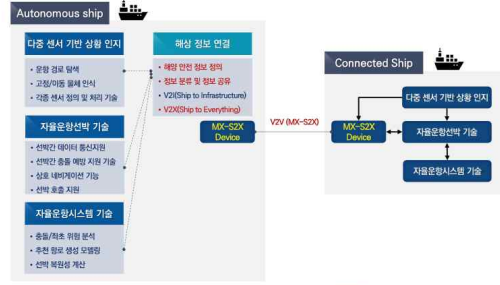 Autonomous ship
다중 센서 기반 상황 인지
• 운항 경로 탐색
• 고정/이동 물체 인식
• 각종 센서 정의 및 처리 기술
자율운항선박 기술
• 선박간 데이터 통신지원
• 선박간 충돌 예방 지원 기술
• 상호 네비게이션 기능
• 선박 호출 지원
자율운항시스템 기술
• 충돌/좌초 위험 분석
• 추천 항로 생성 모델링
• 선박 복원성 계산
해상 정보 연결
• 해양 안전 정보 정의
• 정보 분류 및 정보 공유
• V2I(Ship to Infrastructure)
• V2X(Ship to Everything)
MX-S2X
Device
V2V (MX-S2X)
Connected Ship
MX-S2X
Device
다중 센서 기반 상황 인지
자율운항선박 기술
자율운항시스템 기술